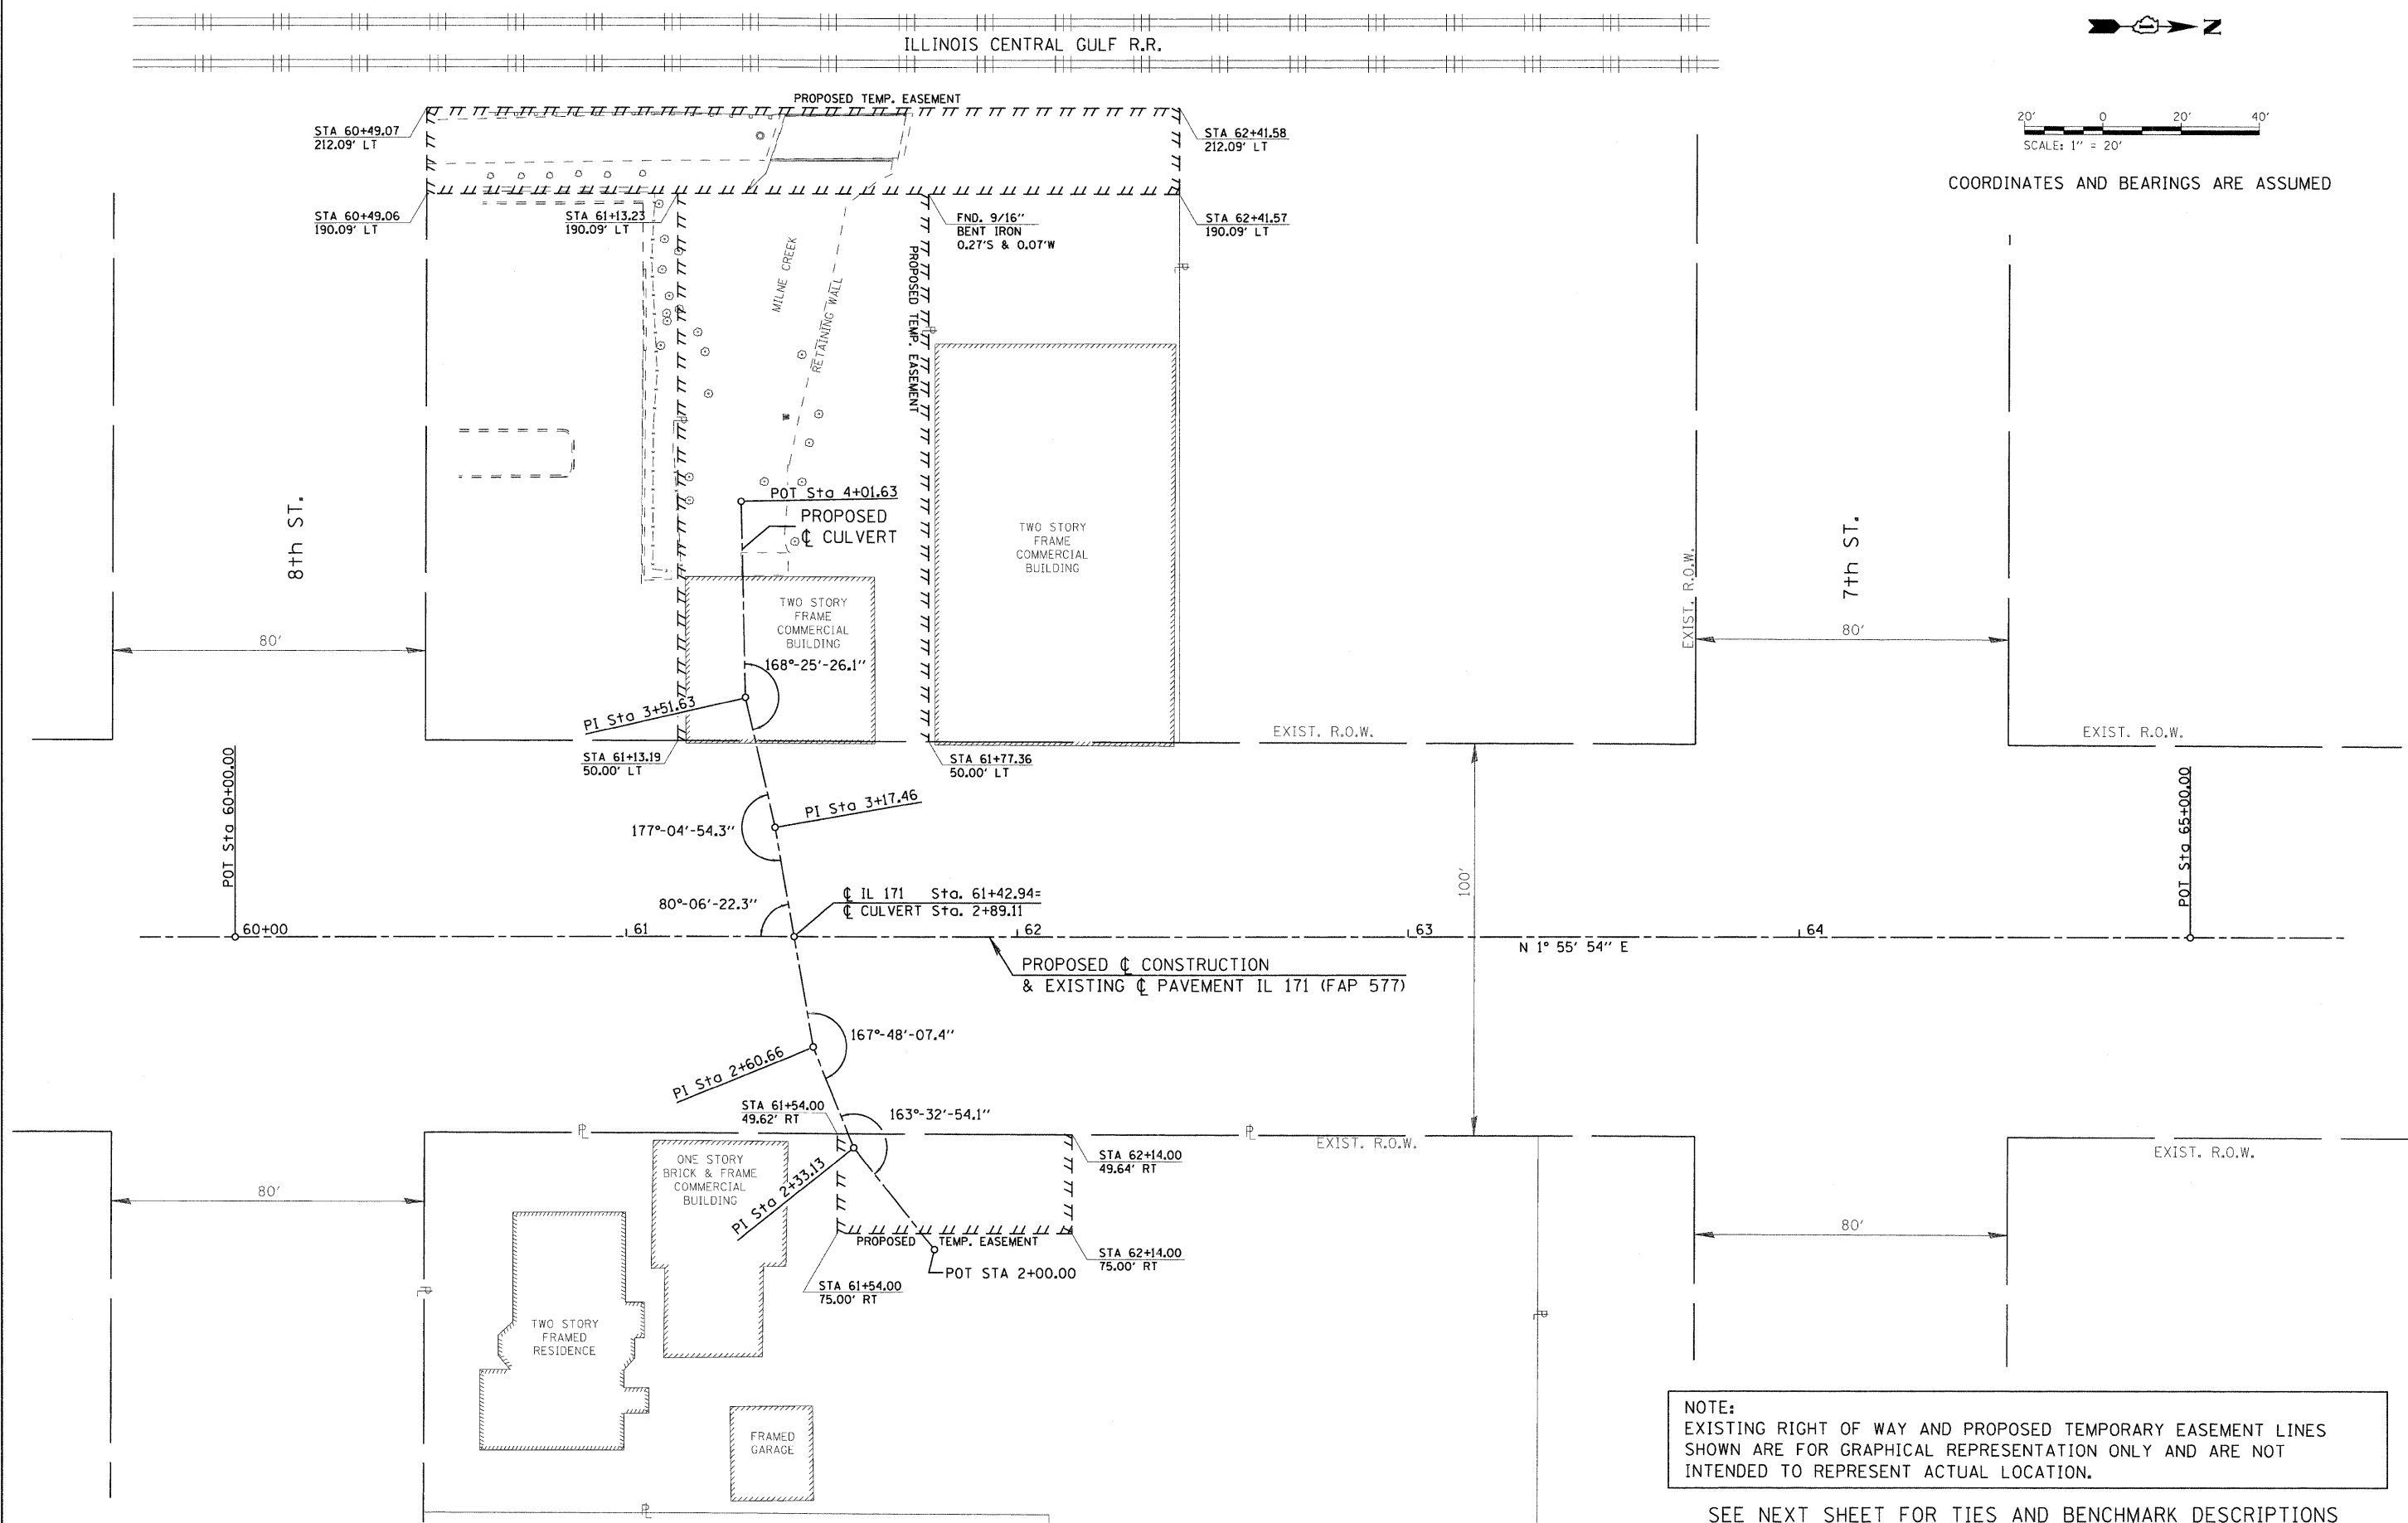 ILLINOIS CENTRAL GULF R.R.
N
PROPOSED TEMP. EASEMENT
STA 60+49.07
212.09' LT
STA 62+41.58
212.09' LT
20' 0 20' 40'
SCALE: 1" = 20'
COORDINATES AND BEARINGS ARE ASSUMED
STA 60+49.06
190.09' LT
STA 61+13.23
190.09' LT
FND. 9/16"
BENT IRON
0.27'S & 0.07'W
STA 62+41.57
190.09' LT
MILNE CREEK
RETAINING WALL
PROPOSED TEMP. EASEMENT
POT Sta 4+01.63
PROPOSED
℄ CULVERT
TWO STORY
FRAME
COMMERCIAL
BUILDING
8th ST.
7th ST.
EXIST. R.O.W.
TWO STORY
FRAME
COMMERCIAL
BUILDING
80'
80'
168°-25'-26.1"
PI Sta 3+51.63
EXIST. R.O.W.
EXIST. R.O.W.
STA 61+13.19
50.00' LT
STA 61+77.36
50.00' LT
POT Sta 60+00.00
POT Sta 65+00.00
PI Sta 3+17.46
177°-04'-54.3"
100'
80°-06'-22.3"
℄ IL 171 Sta. 61+42.94=
℄ CULVERT Sta. 2+89.11
60+00 61 62 63 64
N 1° 55' 54" E
PROPOSED ℄ CONSTRUCTION
& EXISTING ℄ PAVEMENT IL 171 (FAP 577)
167°-48'-07.4"
PI Sta 2+60.66
STA 61+54.00
49.62' RT
163°-32'-54.1"
PI Sta 2+33.13
EXIST. R.O.W.
EXIST. R.O.W.
STA 62+14.00
49.64' RT
ONE STORY
BRICK & FRAME
COMMERCIAL
BUILDING
80'
80'
PROPOSED TEMP. EASEMENT
STA 62+14.00
75.00' RT
POT STA 2+00.00
STA 61+54.00
75.00' RT
TWO STORY
FRAMED
RESIDENCE
FRAMED
GARAGE
NOTE:
EXISTING RIGHT OF WAY AND PROPOSED TEMPORARY EASEMENT LINES
SHOWN ARE FOR GRAPHICAL REPRESENTATION ONLY AND ARE NOT
INTENDED TO REPRESENT ACTUAL LOCATION.
SEE NEXT SHEET FOR TIES AND BENCHMARK DESCRIPTIONS